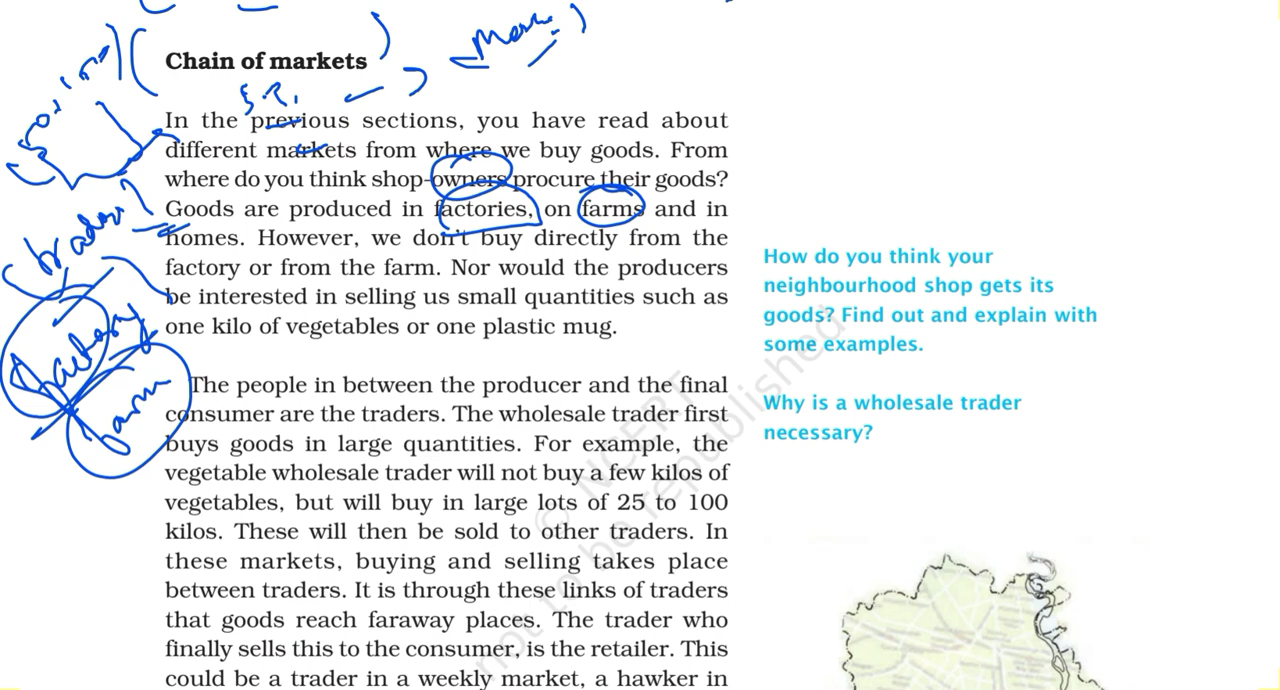 Chain of markets
In the previous sections, you have read about
different markets from where we buy goods. From
where do you think shop-owners procure their goods?
Goods are produced in factories, on farms and in
homes. However, we don't buy directly from the
factory or from the farm. Nor would the producers
be interested in selling us small quantities such as
one kilo of vegetables or one plastic mug.
The people in between the producer and the final
consumer are the traders. The wholesale trader first
buys goods in large quantities. For example, the
vegetable wholesale trader will not buy a few kilos of
vegetables, but will buy in large lots of 25 to 100
kilos. These will then be sold to other traders. In
these markets, buying and selling takes place
between traders. It is through these links of traders
that goods reach faraway places. The trader who
finally sells this to the consumer, is the retailer. This
could be a trader in a weekly market, a hawker in
How do you think your
neighbourhood shop gets its
goods? Find out and explain with
some examples.
Why is a wholesale trader
necessary?
factory
farm
© NCERT
not to be republished